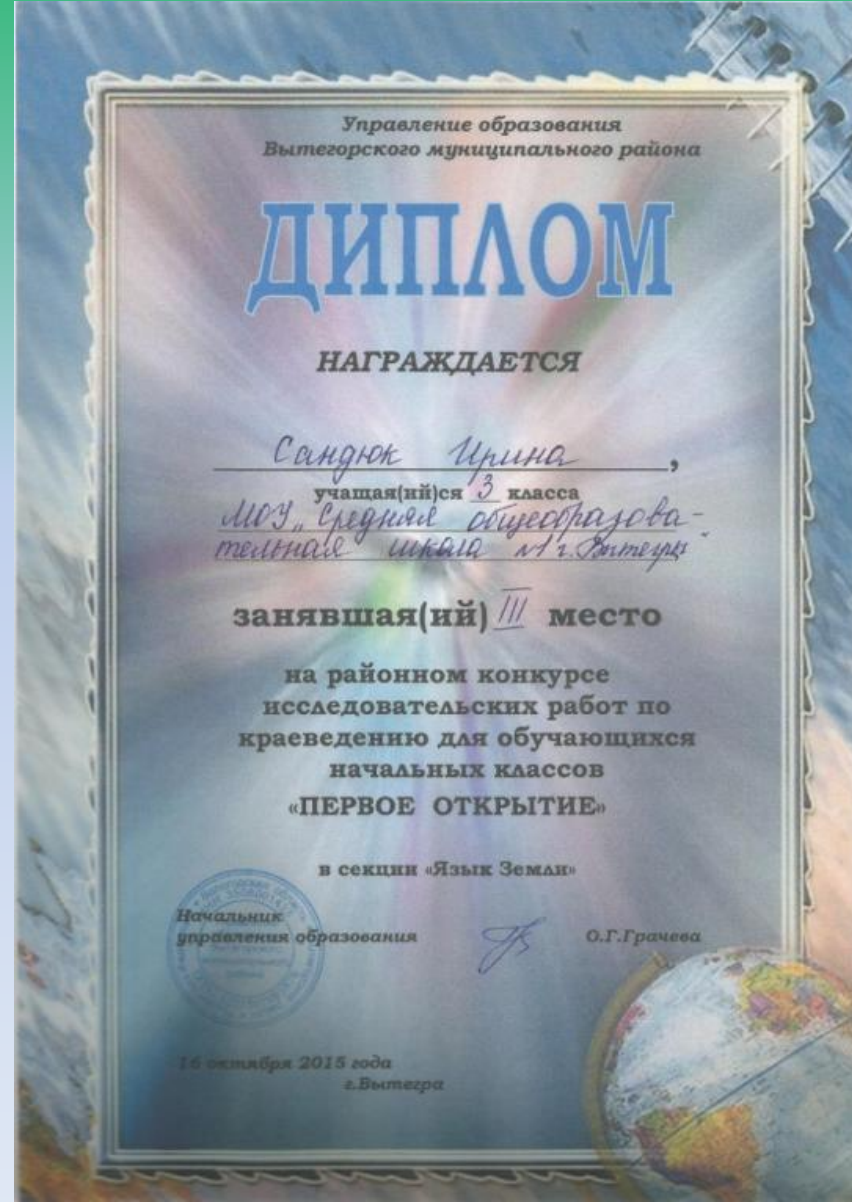 Управление образования
Вытегорского муниципального района
ДИПЛОМ
НАГРАЖДАЕТСЯ
Сандюк Ирина,
учащая(ий)ся 3 класса
МОУ "Средняя общеобразова-
тельная школа №1 г. Вытегры"
занявшая(ий) III место
на районном конкурсе
исследовательских работ по
краеведению для обучающихся
начальных классов
«ПЕРВОЕ ОТКРЫТИЕ»
в секции «Язык Земли»
Начальник
управления образования О.Г.Грачева
16 октября 2015 года
г.Вытегра